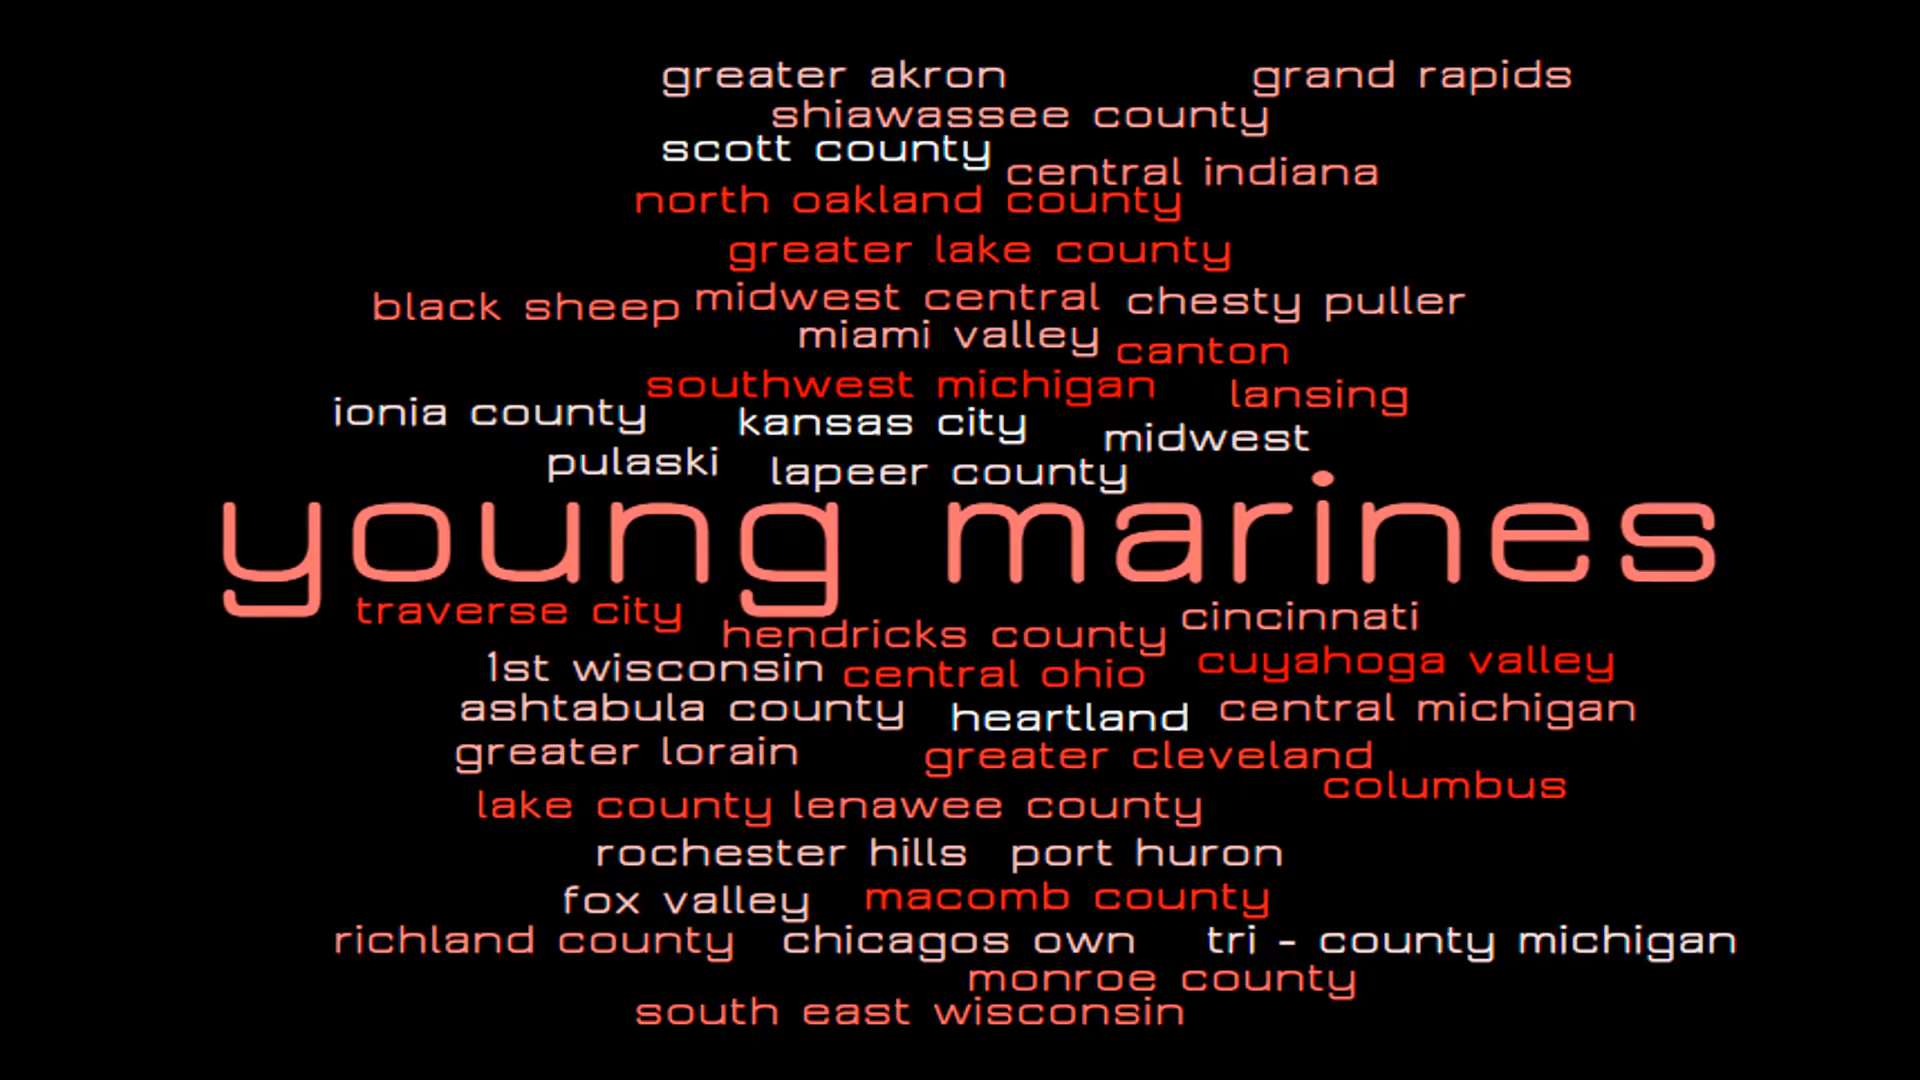 greater akron
grand rapids
shiawassee county
scott county
central indiana
north oakland county
greater lake county
black sheep
midwest central
chesty puller
miami valley
canton
southwest michigan
lansing
ionia county
kansas city
midwest
pulaski
lapeer county
young marines
traverse city
hendricks county
cincinnati
1st wisconsin
central ohio
cuyahoga valley
ashtabula county
heartland
central michigan
greater lorain
greater cleveland
columbus
lake county
lenawee county
rochester hills
port huron
fox valley
macomb county
richland county
chicagos own
tri - county michigan
monroe county
south east wisconsin